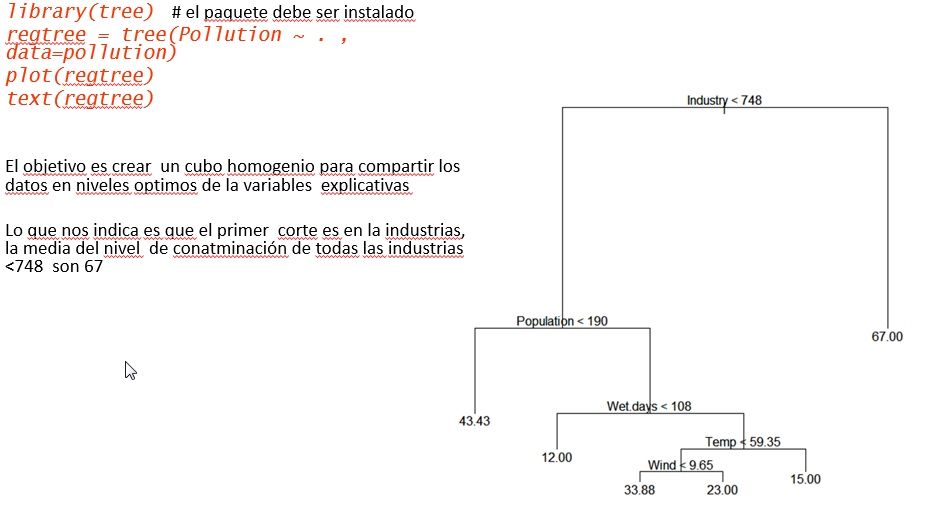 library(tree) # el paquete debe ser instalado
regtree = tree(Pollution ~ . ,
data=pollution)
plot(regtree)
text(regtree)
El objetivo es crear un cubo homogenio para compartir los
datos en niveles optimos de la variables explicativas
Lo que nos indica es que el primer corte es en la industrias,
la media del nivel de conatminación de todas las industrias
<748 son 67
Industry < 748
Population < 190
67.00
Wet.days < 108
43.43
Temp < 59.35
12.00
Wind < 9.65
15.00
33.88
23.00